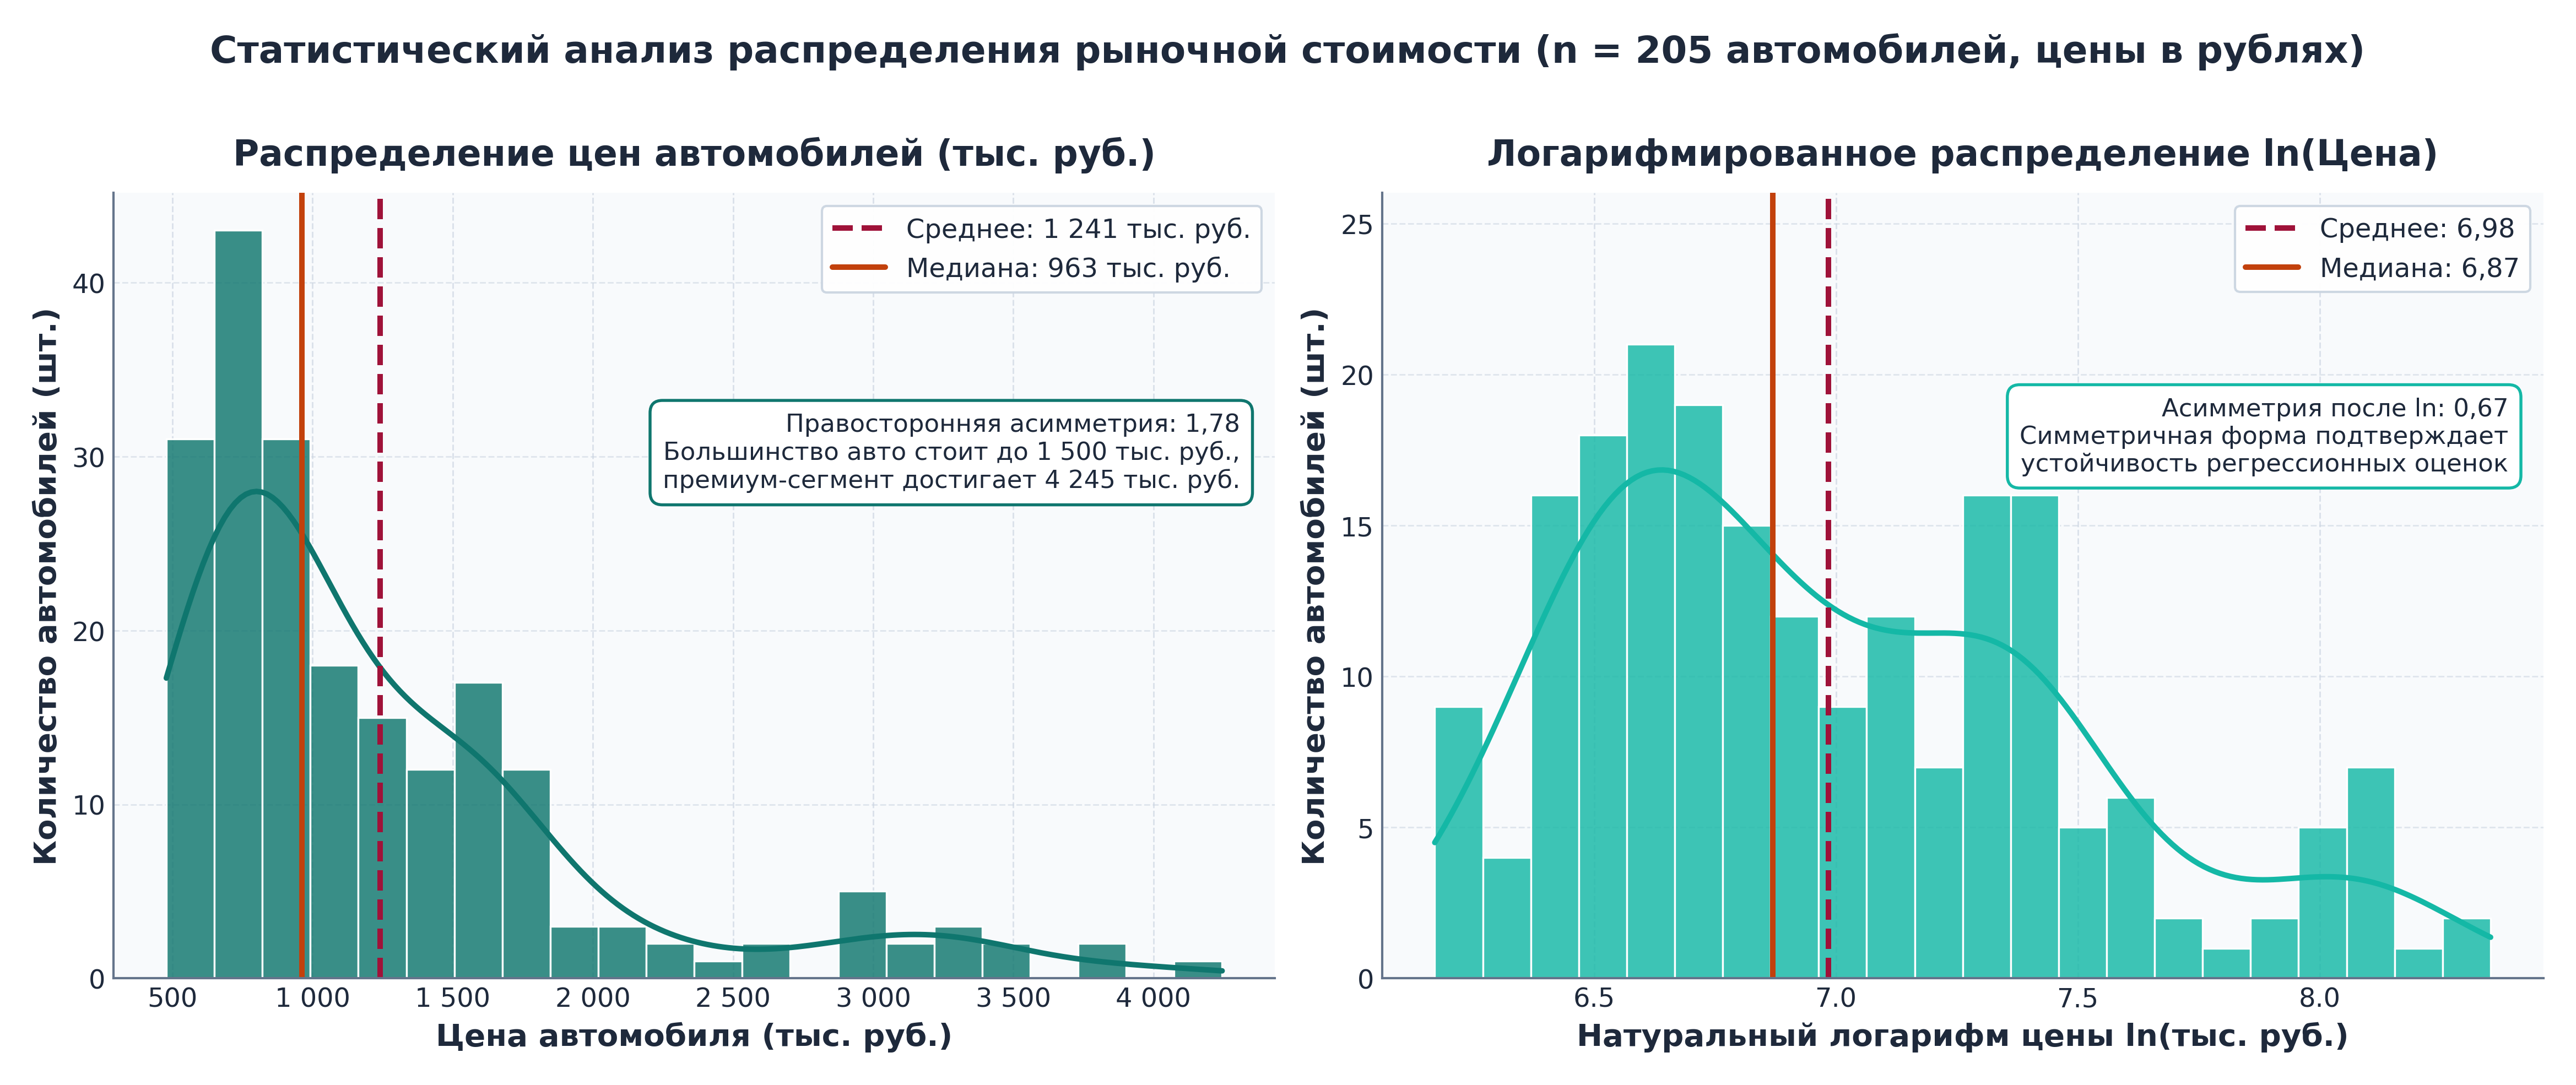 Статистический анализ распределения рыночной стоимости (n = 205 автомобилей, цены в рублях)
Распределение цен автомобилей (тыс. руб.)
Среднее: 1 241 тыс. руб.
Медиана: 963 тыс. руб.
Правосторонняя асимметрия: 1,78
Большинство авто стоит до 1 500 тыс. руб.,
премиум-сегмент достигает 4 245 тыс. руб.
Количество автомобилей (шт.)
40
30
20
10
0
500 1 000 1 500 2 000 2 500 3 000 3 500 4 000
Цена автомобиля (тыс. руб.)
Логарифмированное распределение ln(Цена)
Среднее: 6,98
Медиана: 6,87
Асимметрия после ln: 0,67
Симметричная форма подтверждает
устойчивость регрессионных оценок
Количество автомобилей (шт.)
25
20
15
10
5
0
6.5 7.0 7.5 8.0
Натуральный логарифм цены ln(тыс. руб.)